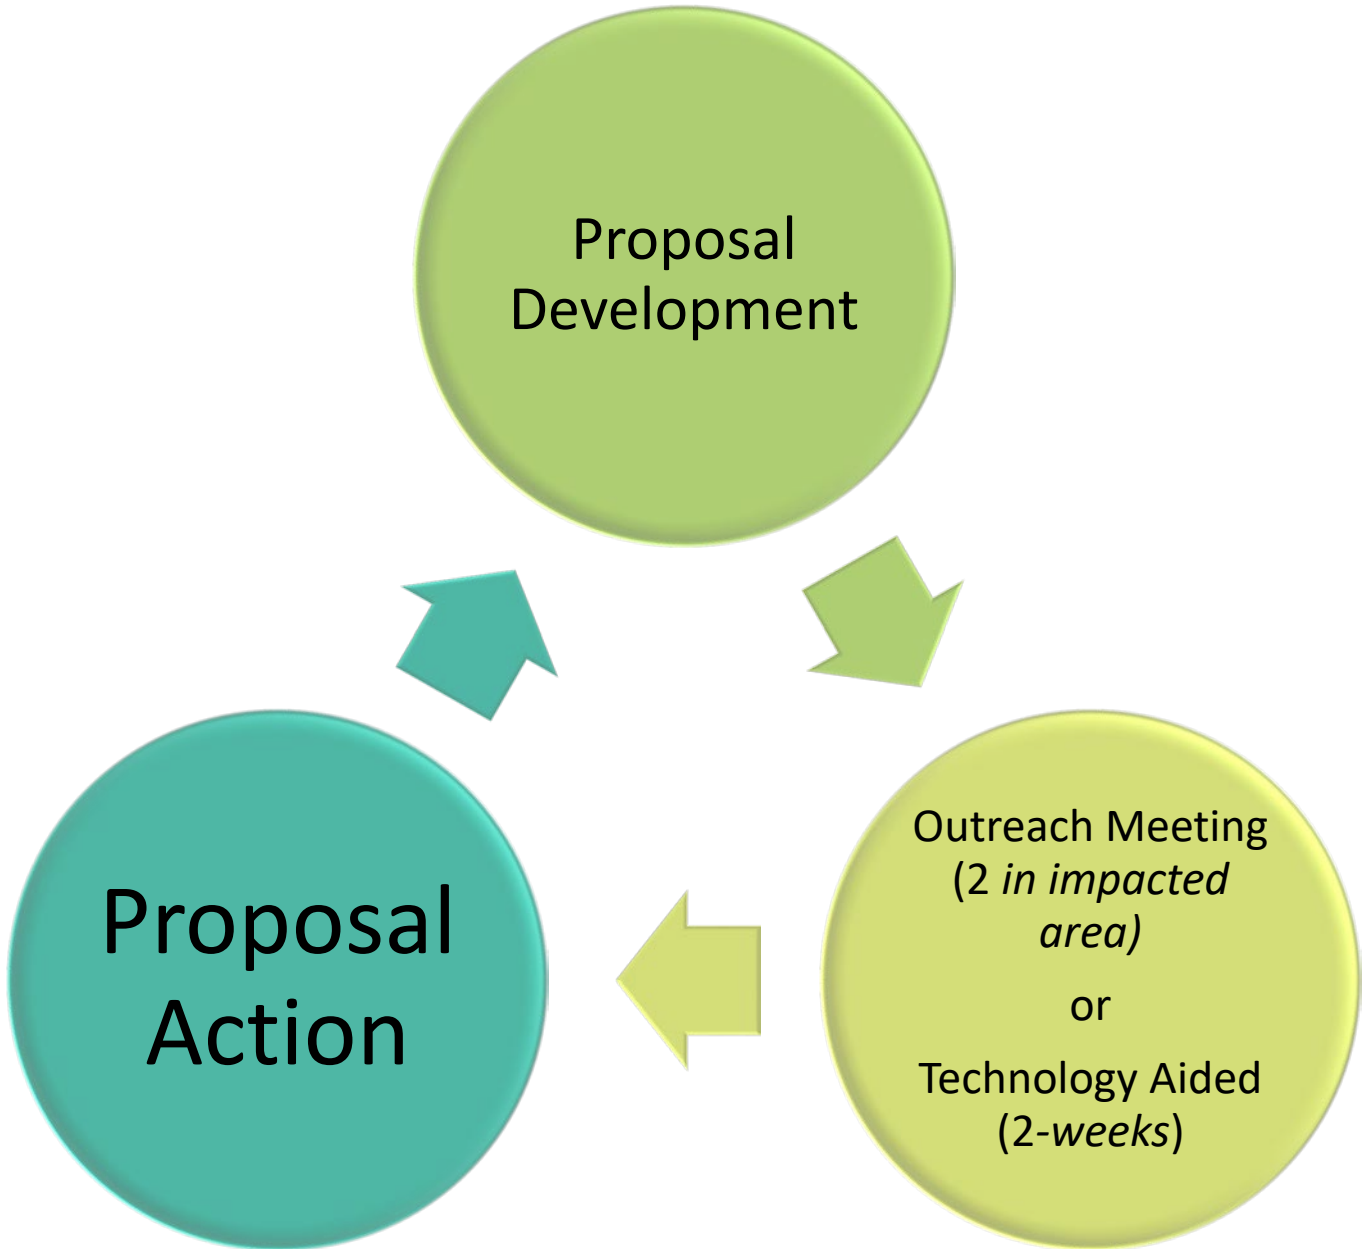 Proposal
Development
Outreach Meeting
(2 in impacted
area)
or
Technology Aided
(2-weeks)
Proposal
Action